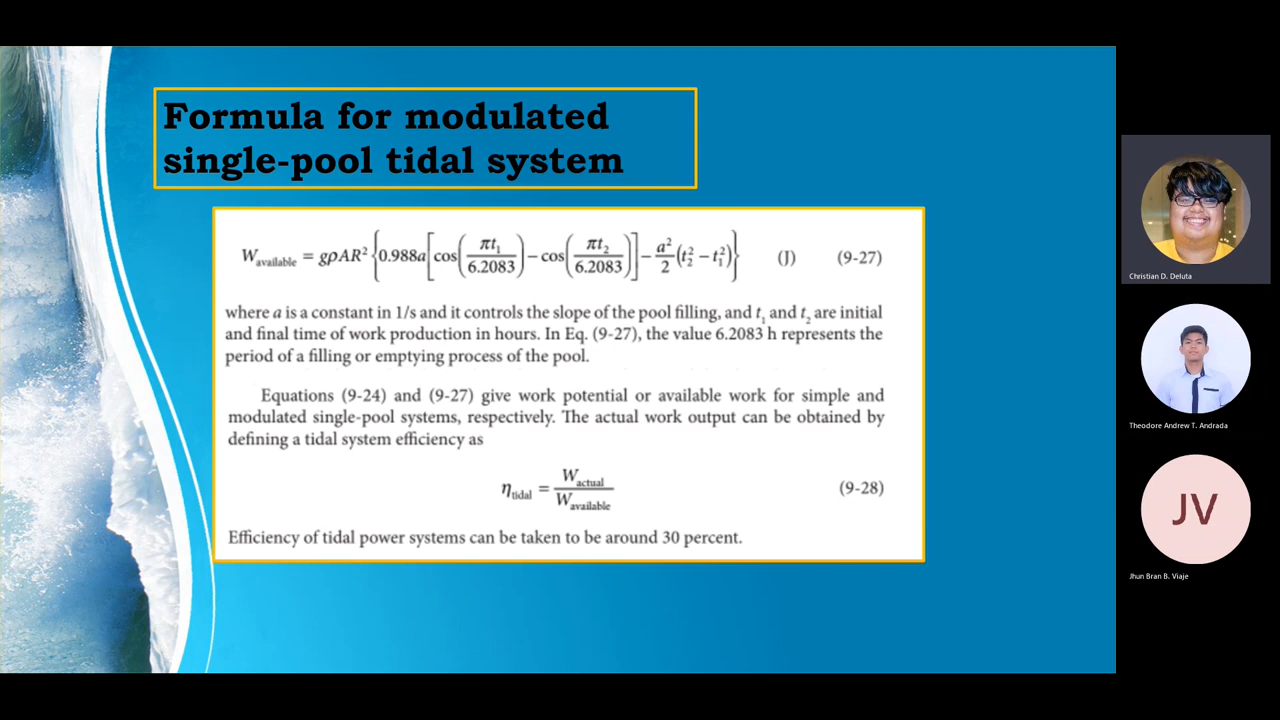 Formula for modulated
single-pool tidal system
W_available = gρAR² {0.988a[cos(πt₁/6.2083) − cos(πt₂/6.2083)] − a²/2 (t₂² − t₁²)} (J) (9-27)
where a is a constant in 1/s and it controls the slope of the pool filling, and t₁ and t₂ are initial
and final time of work production in hours. In Eq. (9-27), the value 6.2083 h represents the
period of a filling or emptying process of the pool.
Equations (9-24) and (9-27) give work potential or available work for simple and
modulated single-pool systems, respectively. The actual work output can be obtained by
defining a tidal system efficiency as
η_tidal = W_actual/W_available (9-28)
Efficiency of tidal power systems can be taken to be around 30 percent.
Christian D. Deluta
Theodore Andrew T. Andrada
JV
Jhun Bran B. Viaje